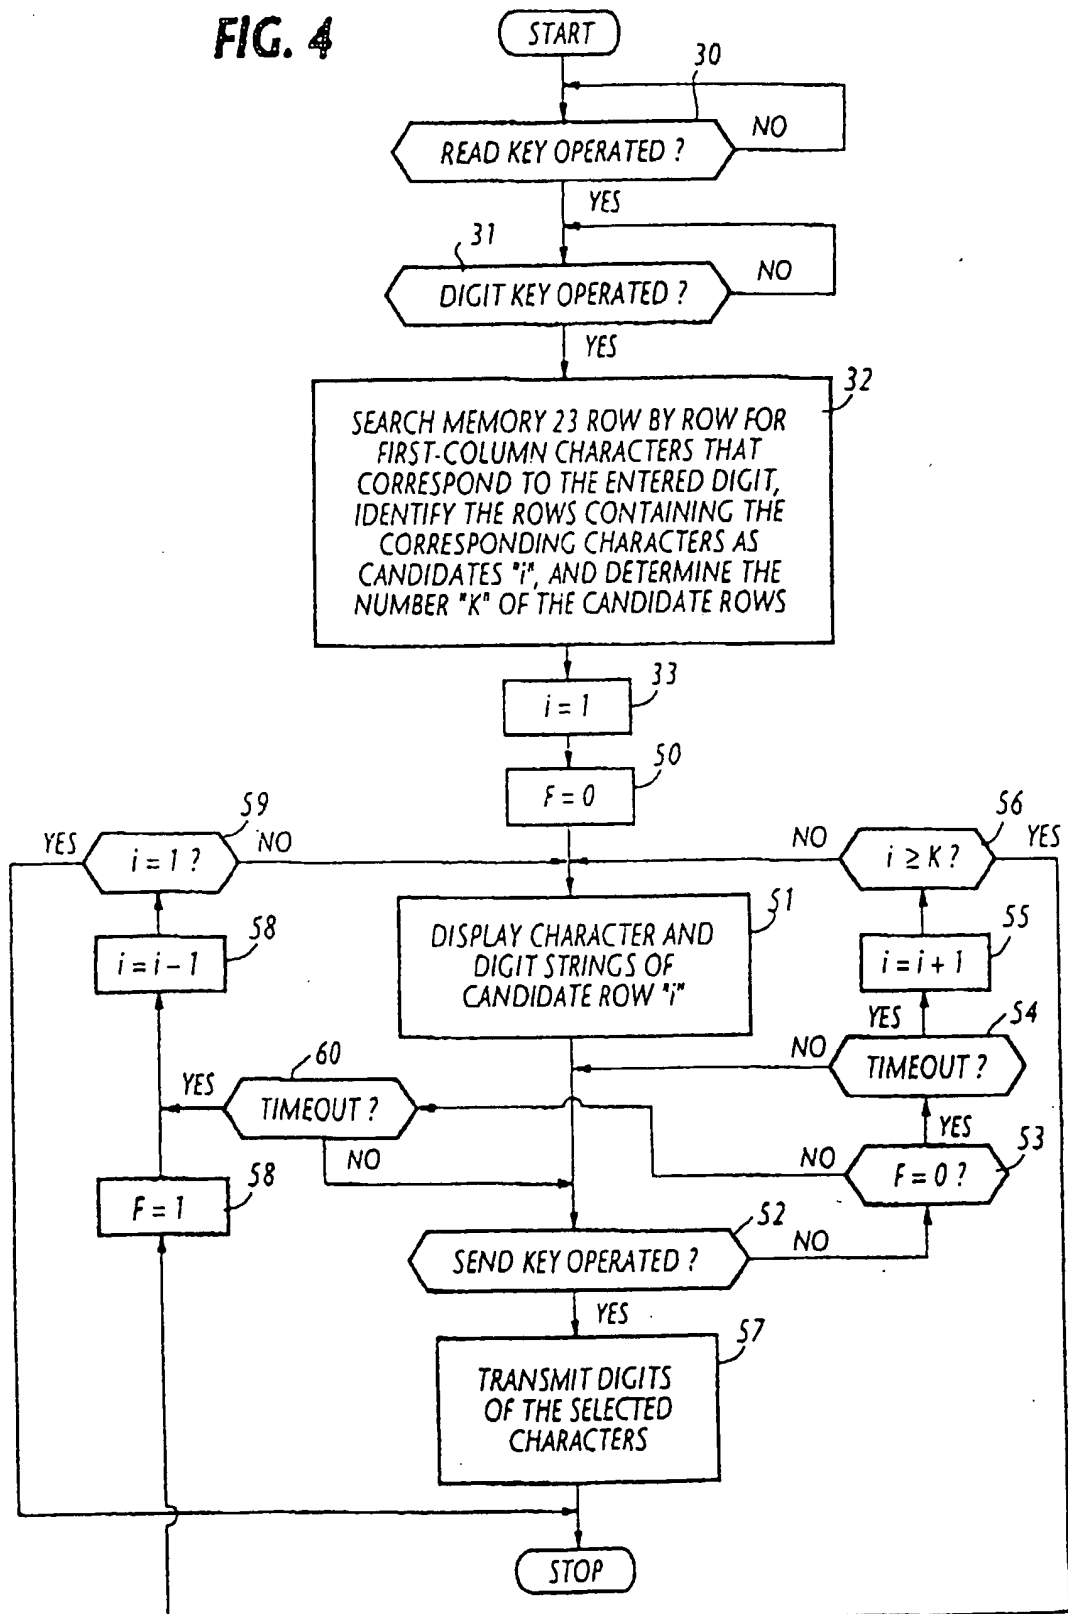 FIG. 4
START
30
READ KEY OPERATED ?
NO
YES
31
DIGIT KEY OPERATED ?
NO
YES
32
SEARCH MEMORY 23 ROW BY ROW FOR
FIRST-COLUMN CHARACTERS THAT
CORRESPOND TO THE ENTERED DIGIT,
IDENTIFY THE ROWS CONTAINING THE
CORRESPONDING CHARACTERS AS
CANDIDATES "i", AND DETERMINE THE
NUMBER "K" OF THE CANDIDATE ROWS
33
i = 1
50
F = 0
59
YES
i = 1 ?
NO
56
NO
i ≥ K ?
YES
51
DISPLAY CHARACTER AND
DIGIT STRINGS OF
CANDIDATE ROW "i"
58
i = i - 1
55
i = i + 1
YES
54
NO
TIMEOUT ?
60
YES
TIMEOUT ?
NO
YES
53
NO
F = 0 ?
58
F = 1
52
SEND KEY OPERATED ?
NO
YES
57
TRANSMIT DIGITS
OF THE SELECTED
CHARACTERS
STOP